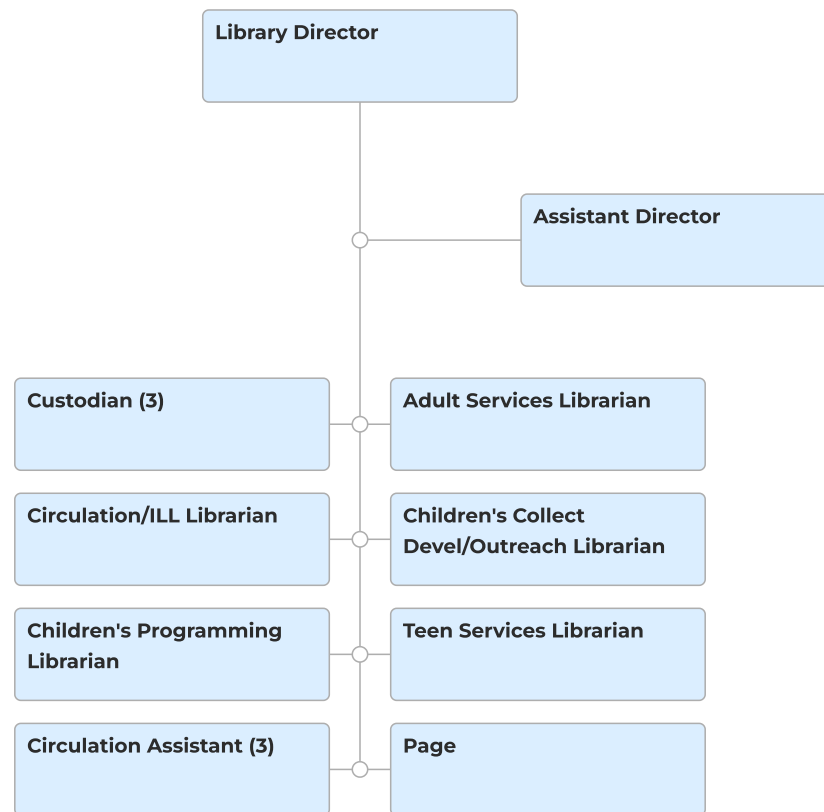 Library Director
Assistant Director
Custodian (3)
Adult Services Librarian
Circulation/ILL Librarian
Children's Collect
Devel/Outreach Librarian
Children's Programming
Librarian
Teen Services Librarian
Circulation Assistant (3)
Page